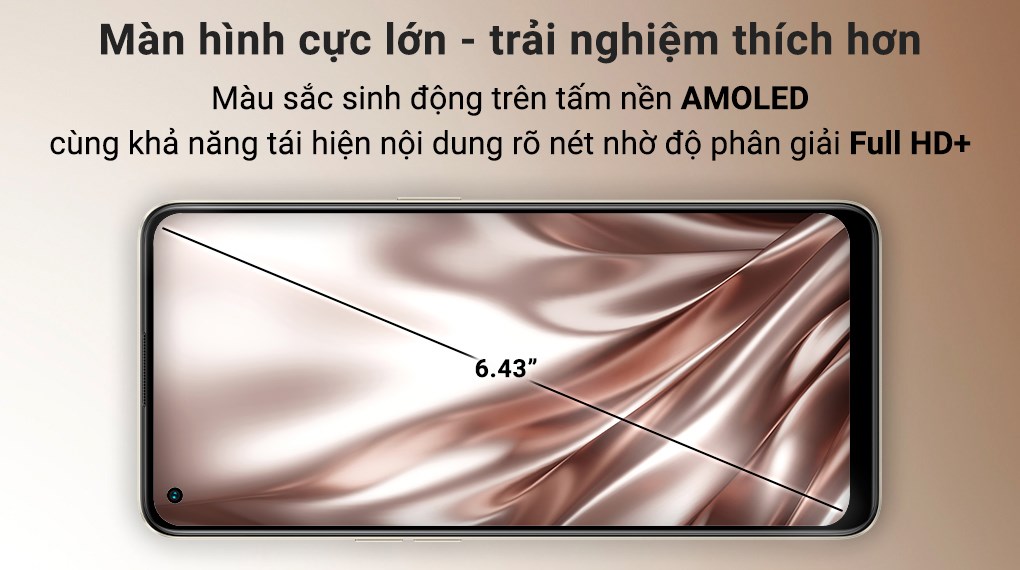 Màn hình cực lớn - trải nghiệm thích hơn
Màu sắc sinh động trên tấm nền AMOLED
cùng khả năng tái hiện nội dung rõ nét nhờ độ phân giải Full HD+
6.43”